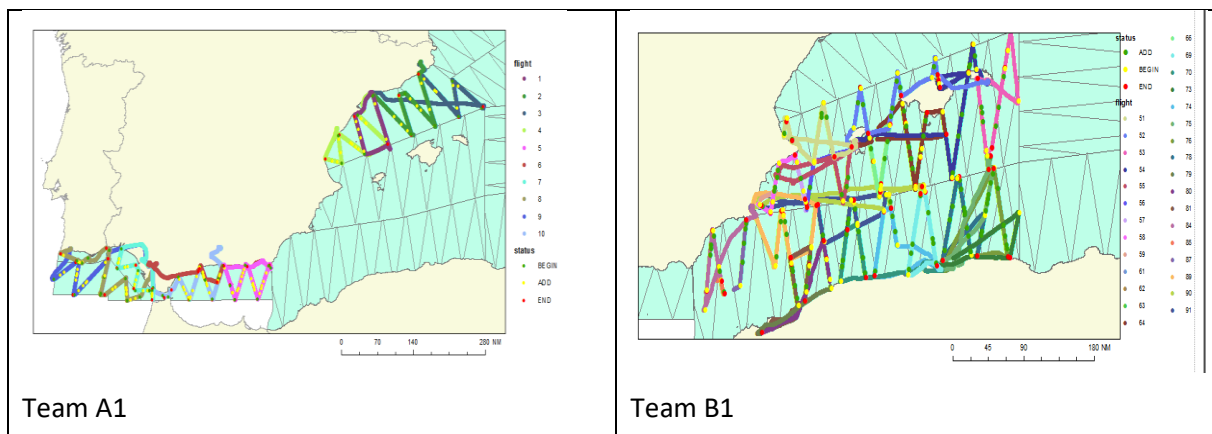 flight
1
2
3
4
5
6
7
8
9
10
status
BEGIN
ADD
END
0 70 140 280 NM
Team A1
status
ADD
BEGIN
END
flight
51
52
53
54
55
56
57
58
59
61
62
63
64
66
69
70
73
74
75
76
78
79
80
81
84
85
87
89
90
91
0 45 90 180 NM
Team B1